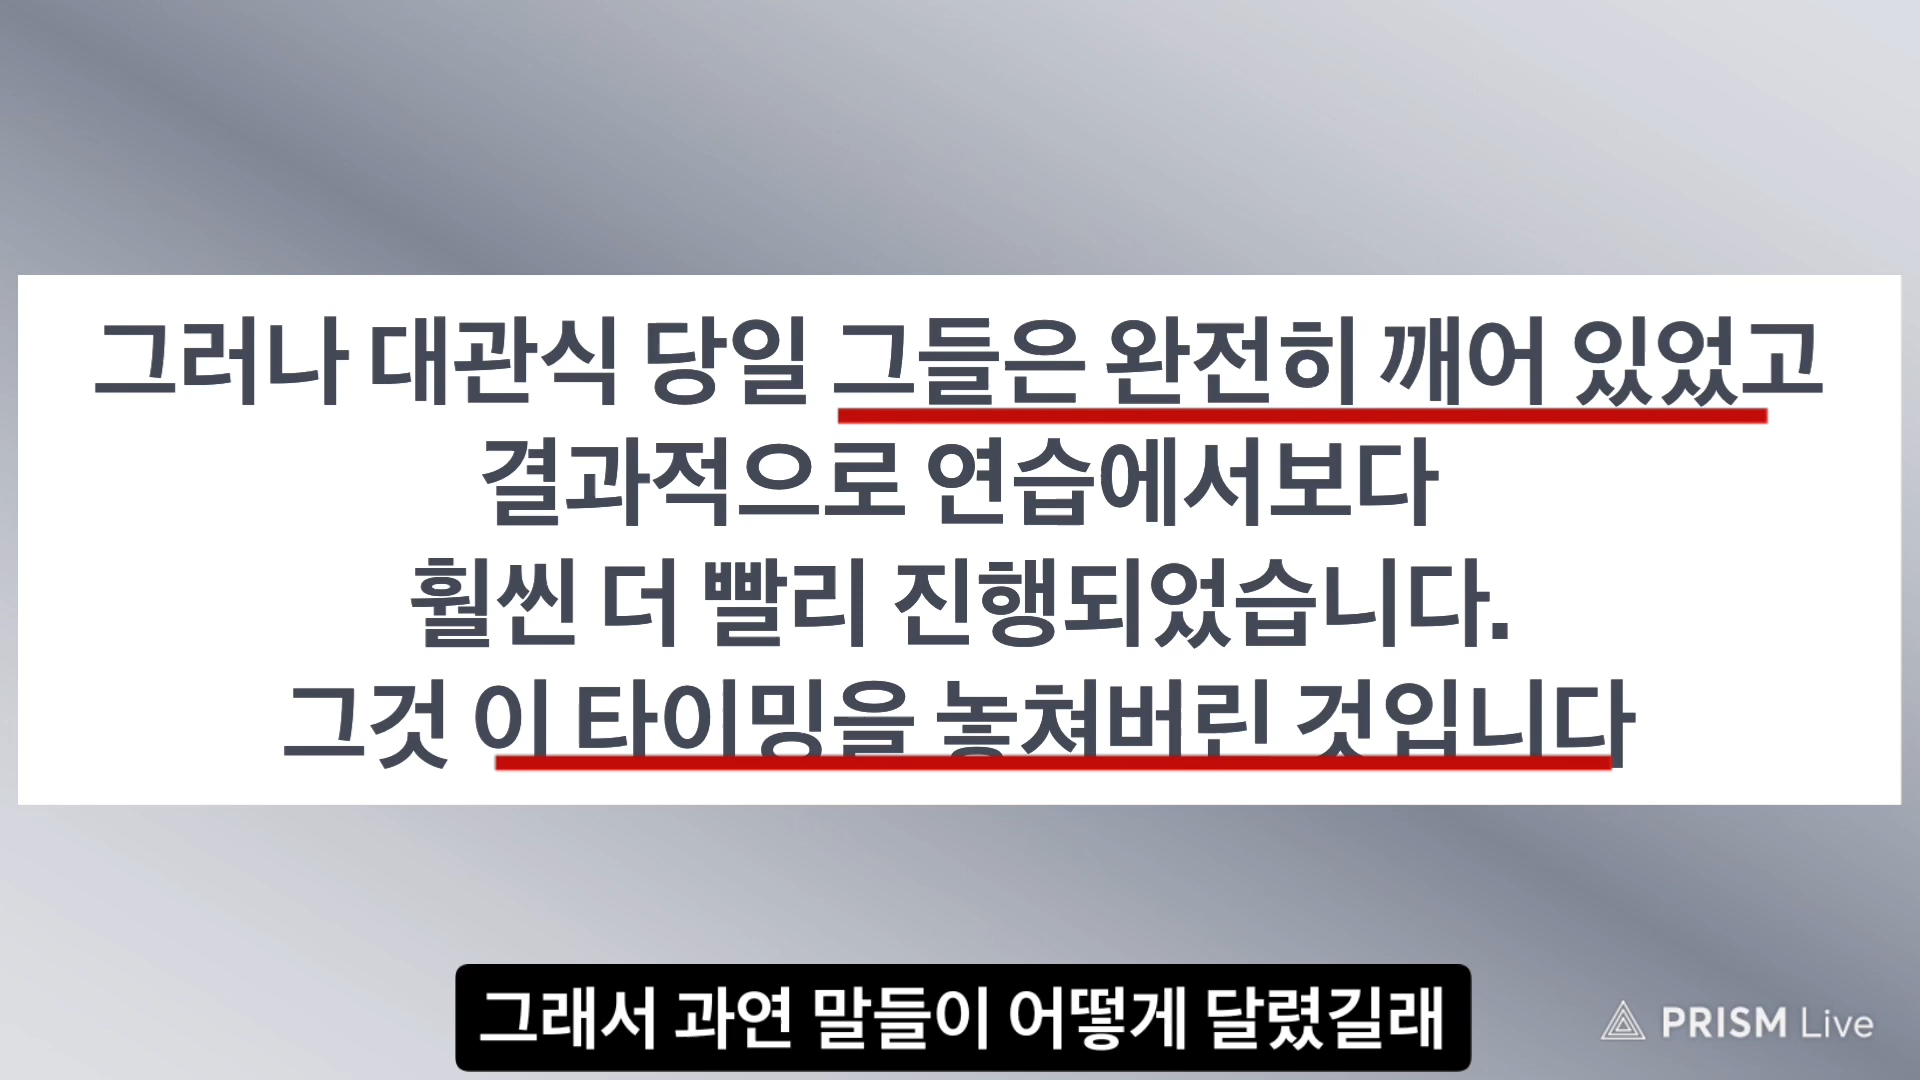 그러나 대관식 당일 그들은 완전히 깨어 있었고
결과적으로 연습에서보다
훨씬 더 빨리 진행되었습니다.
그것 이 타이밍을 놓쳐버린 것입니다
그래서 과연 말들이 어떻게 달렸길래
PRISM Live